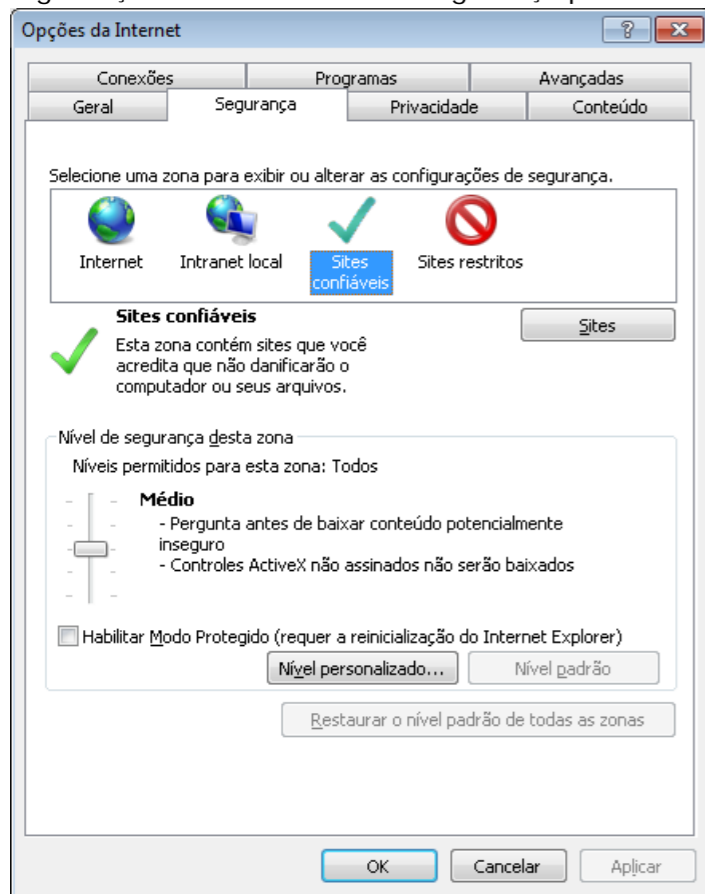 Opções da Internet
Conexões Programas Avançadas
Geral Segurança Privacidade Conteúdo
Selecione uma zona para exibir ou alterar as configurações de segurança.
Internet Intranet local Sites confiáveis Sites restritos
Sites confiáveis
Sites
Esta zona contém sites que você
acredita que não danificarão o
computador ou seus arquivos.
Nível de segurança desta zona
Níveis permitidos para esta zona: Todos
Médio
- Pergunta antes de baixar conteúdo potencialmente
inseguro
- Controles ActiveX não assinados não serão baixados
Habilitar Modo Protegido (requer a reinicialização do Internet Explorer)
Nível personalizado... Nível padrão
Restaurar o nível padrão de todas as zonas
OK Cancelar Aplicar